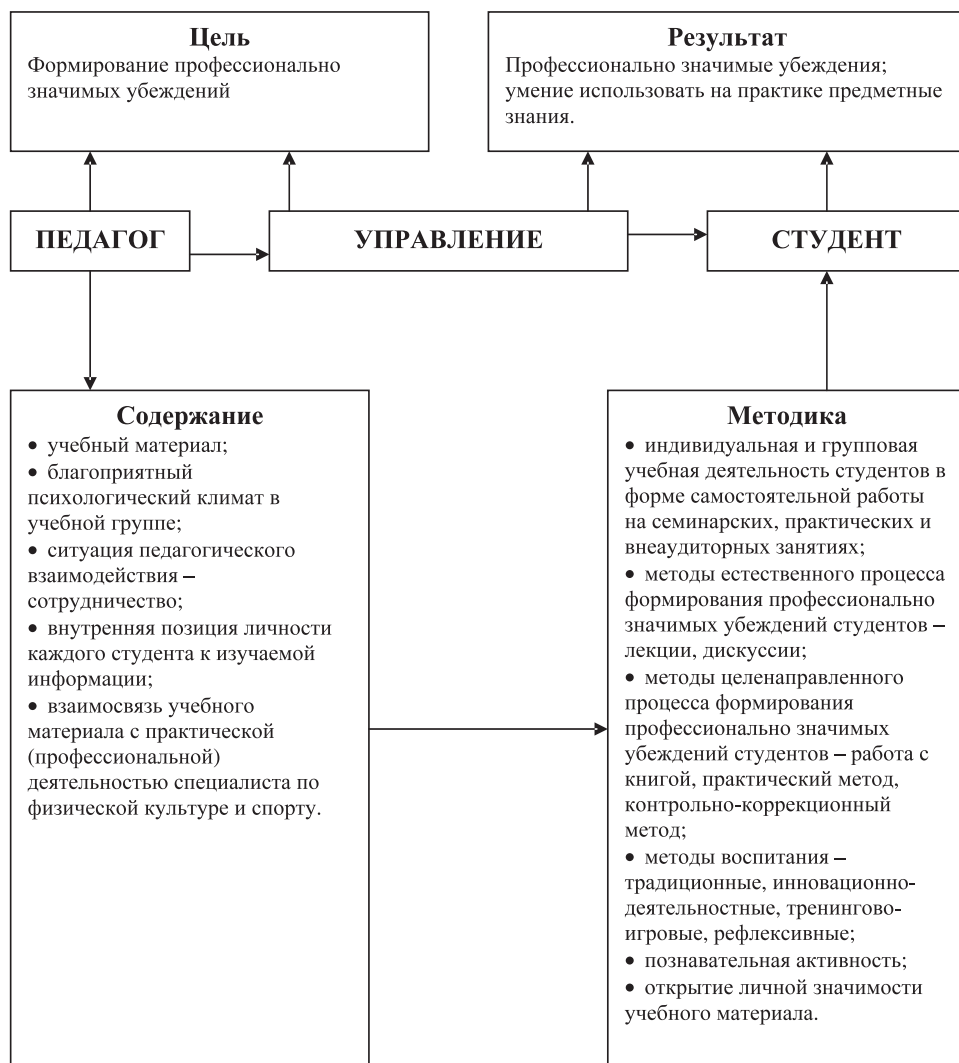 Цель
Формирование профессионально
значимых убеждений
Результат
Профессионально значимые убеждения;
умение использовать на практике предметные
знания.
ПЕДАГОГ
УПРАВЛЕНИЕ
СТУДЕНТ
Содержание
• учебный материал;
• благоприятный
психологический климат в
учебной группе;
• ситуация педагогического
взаимодействия –
сотрудничество;
• внутренняя позиция личности
каждого студента к изучаемой
информации;
• взаимосвязь учебного
материала с практической
(профессиональной)
деятельностью специалиста по
физической культуре и спорту.
Методика
• индивидуальная и групповая
учебная деятельность студентов в
форме самостоятельной работы
на семинарских, практических и
внеаудиторных занятиях;
• методы естественного процесса
формирования профессионально
значимых убеждений студентов –
лекции, дискуссии;
• методы целенаправленного
процесса формирования
профессионально значимых
убеждений студентов – работа с
книгой, практический метод,
контрольно-коррекционный
метод;
• методы воспитания –
традиционные, инновационно-
деятельностные, тренингово-
игровые, рефлексивные;
• познавательная активность;
• открытие личной значимости
учебного материала.